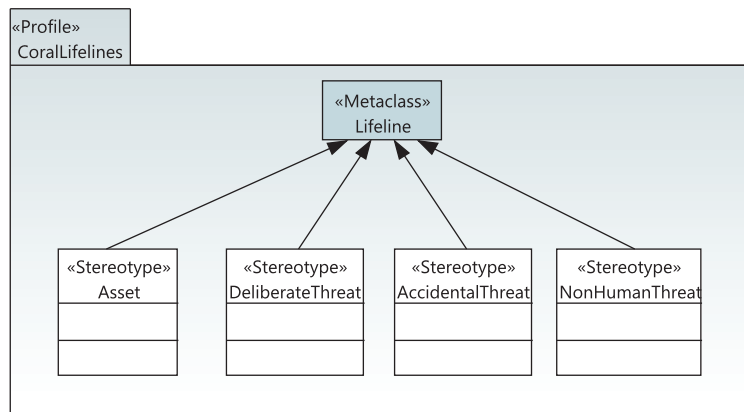 «Profile»
CoralLifelines
«Metaclass»
Lifeline
«Stereotype»
Asset
«Stereotype»
DeliberateThreat
«Stereotype»
AccidentalThreat
«Stereotype»
NonHumanThreat